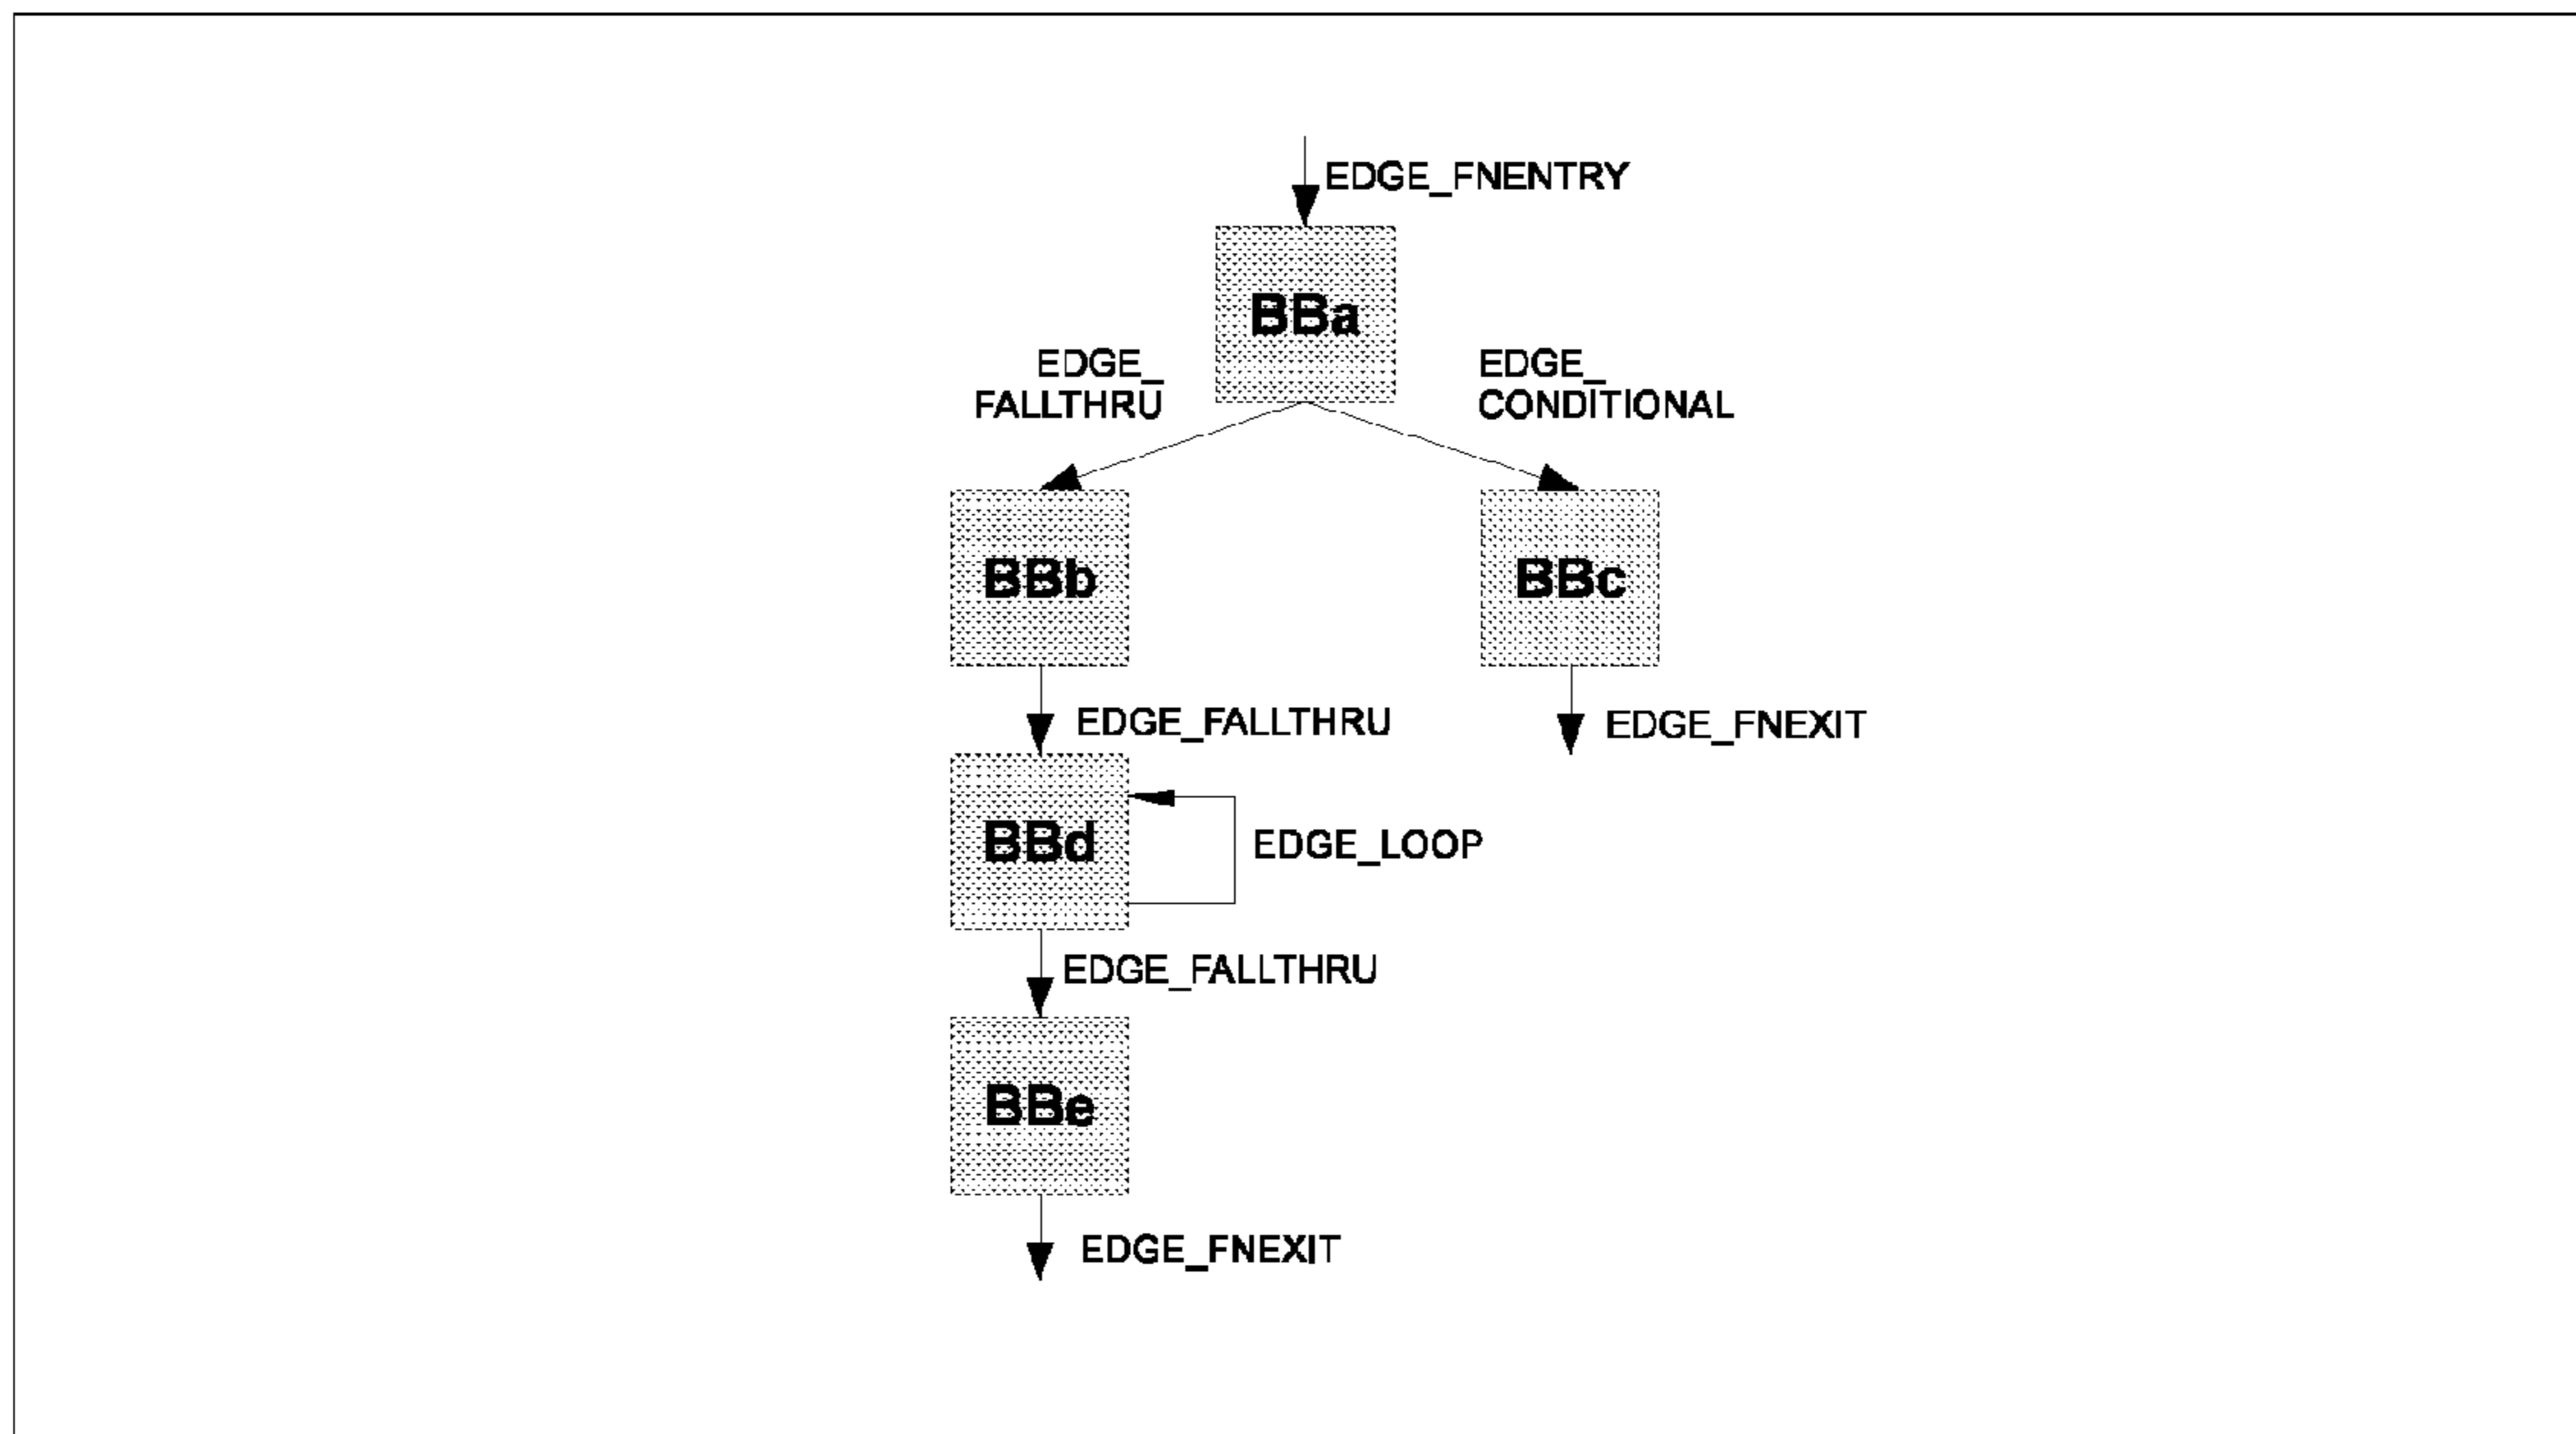 EDGE_FNENTRY
BBa
EDGE_
FALLTHRU
EDGE_
CONDITIONAL
BBb
BBc
EDGE_FALLTHRU
EDGE_FNEXIT
BBd
EDGE_LOOP
EDGE_FALLTHRU
BBe
EDGE_FNEXIT